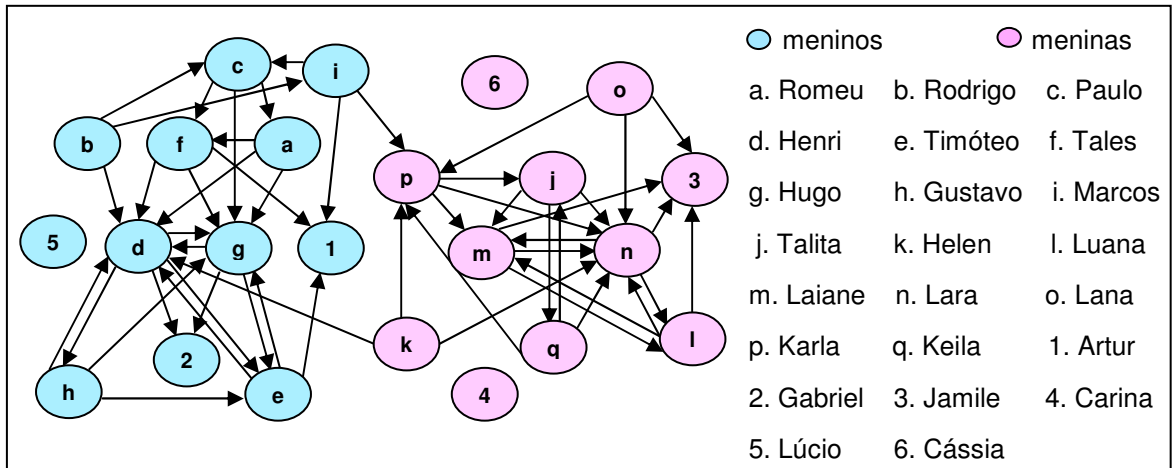 c
i
6
o
meninos
meninas
b
f
a
p
j
3
5
d
g
1
m
n
2
k
q
l
h
e
4
a. Romeu b. Rodrigo c. Paulo
d. Henri e. Timóteo f. Tales
g. Hugo h. Gustavo i. Marcos
j. Talita k. Helen l. Luana
m. Laiane n. Lara o. Lana
p. Karla q. Keila 1. Artur
2. Gabriel 3. Jamile 4. Carina
5. Lúcio 6. Cássia